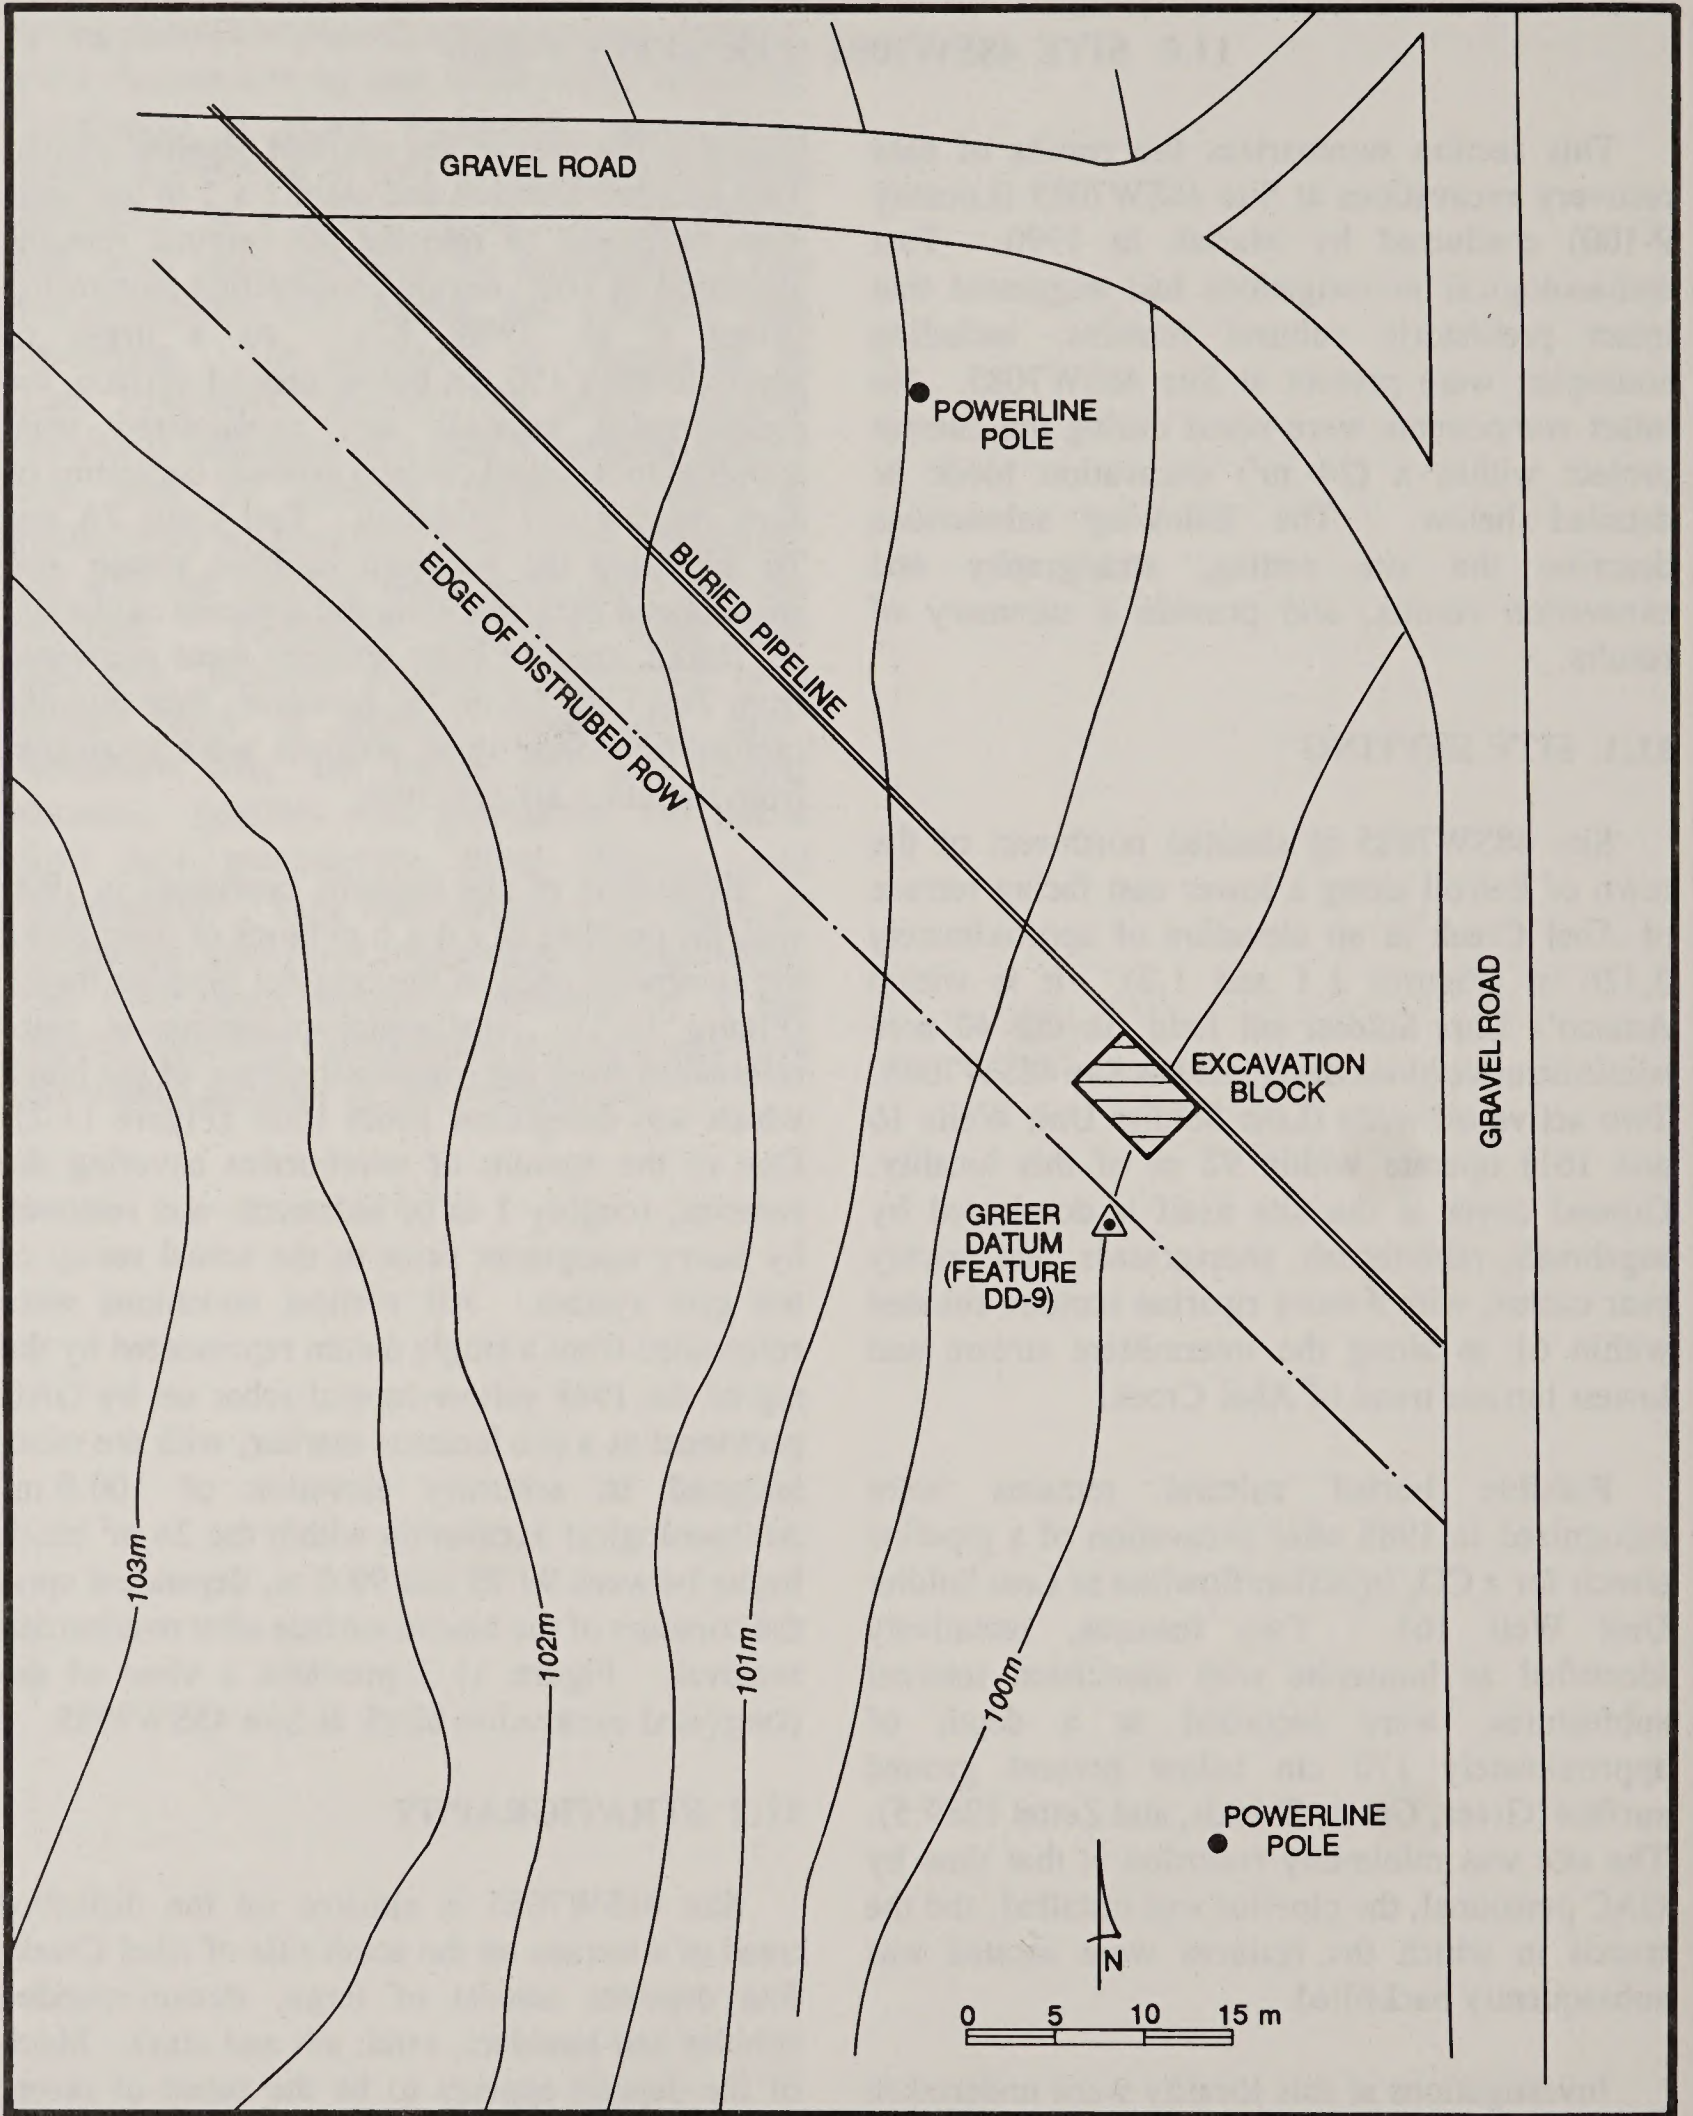 GRAVEL ROAD
POWERLINE
POLE
BURIED PIPELINE
EDGE OF DISTRUBED ROW
EXCAVATION
BLOCK
GRAVEL ROAD
GREER
DATUM
(FEATURE
DD-9)
103m
102m
101m
100m
POWERLINE
POLE
N
0 5 10 15 m